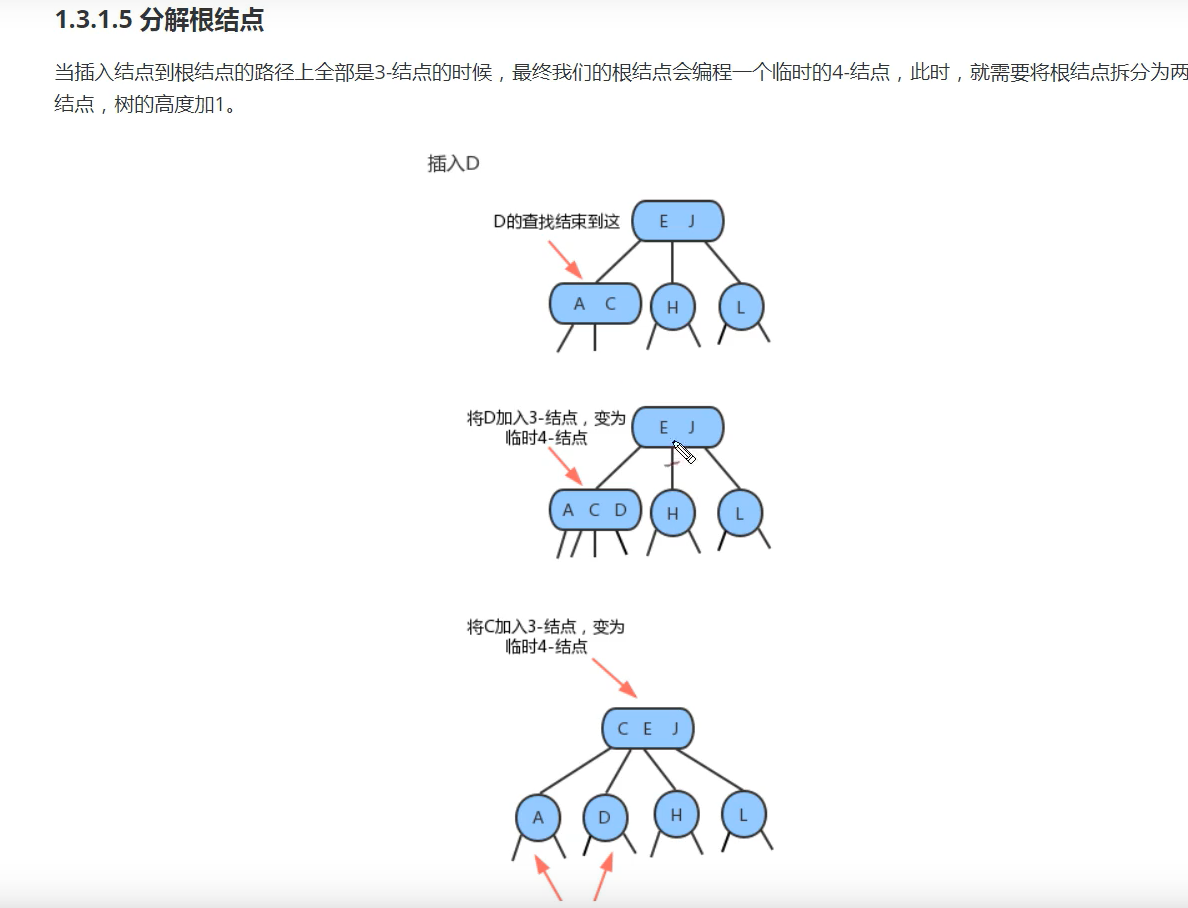 1.3.1.5 分解根结点
当插入结点到根结点的路径上全部是3-结点的时候，最终我们的根结点会编程一个临时的4-结点，此时，就需要将根结点拆分为两
结点，树的高度加1。
插入D
D的查找结束到这
E J
A C
H
L
将D加入3-结点，变为
临时4-结点
E J
A C D
H
L
将C加入3-结点，变为
临时4-结点
C E J
A
D
H
L